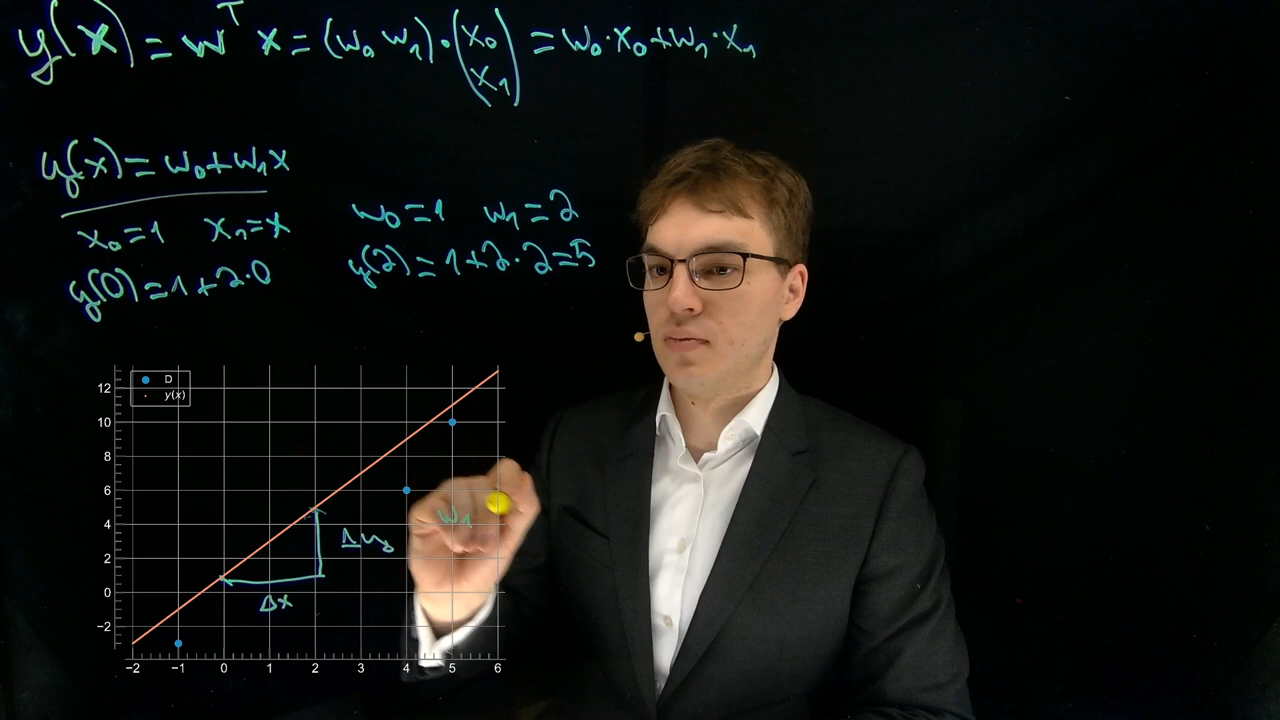 y(x) = wᵀ x = (w₀ w₁) · (x₀ x₁) = w₀·x₀+w₁·x₁
y(x) = w₀+w₁x
x₀=1 x₁=x
w₀=1 w₁=2
y(0)=1+2·0
y(2)=1+2·2=5
D
y(x)
12
10
8
6
4
2
0
−2
w₁
Δy
Δx
−2 −1 0 1 2 3 4 5 6